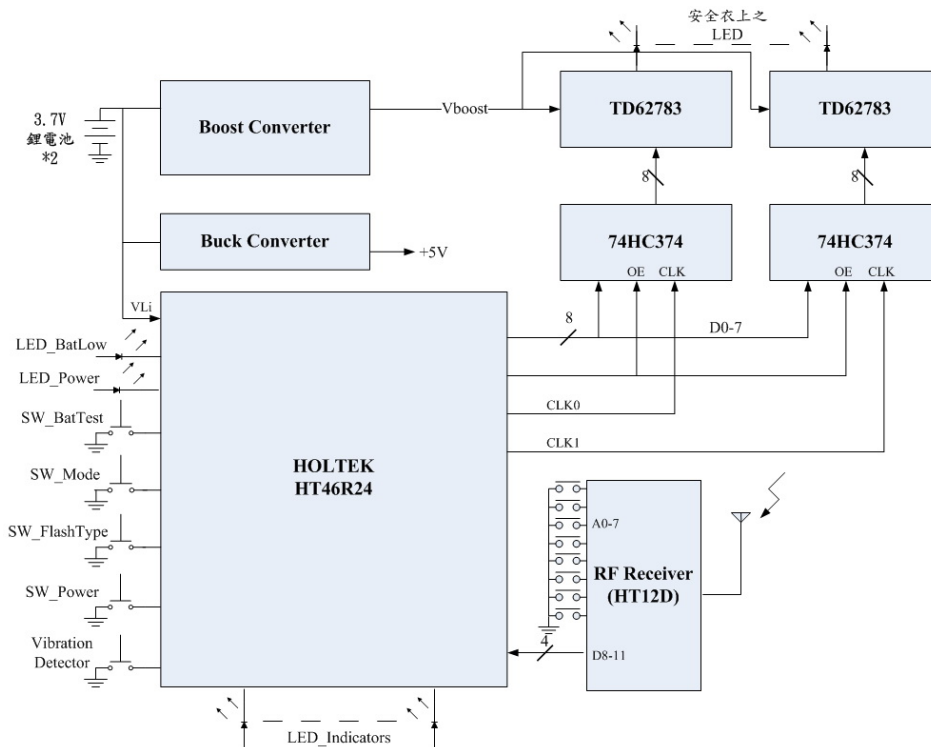 安全衣上之
LED
3.7V
鋰電池
*2
Boost Converter
Vboost
TD62783
TD62783
8
8
Buck Converter
+5V
74HC374
OE CLK
74HC374
OE CLK
VLi
8
D0-7
LED_BatLow
LED_Power
SW_BatTest
CLK0
CLK1
HOLTEK
HT46R24
SW_Mode
SW_FlashType
SW_Power
Vibration
Detector
A0-7
RF Receiver
(HT12D)
4
D8-11
LED_Indicators